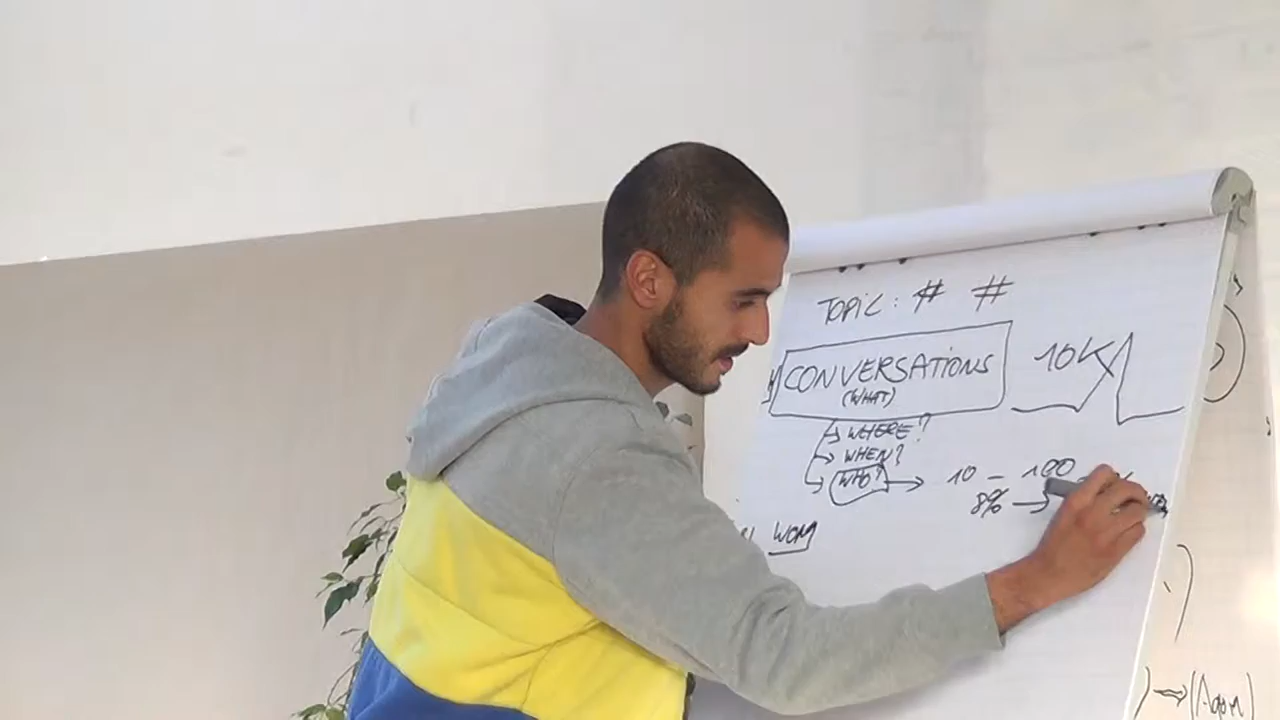 TOPIC: # #
CONVERSATIONS 10K
(WHAT)
WHERE?
WHEN?
WHO? → 10 – 100
8% →
WOM